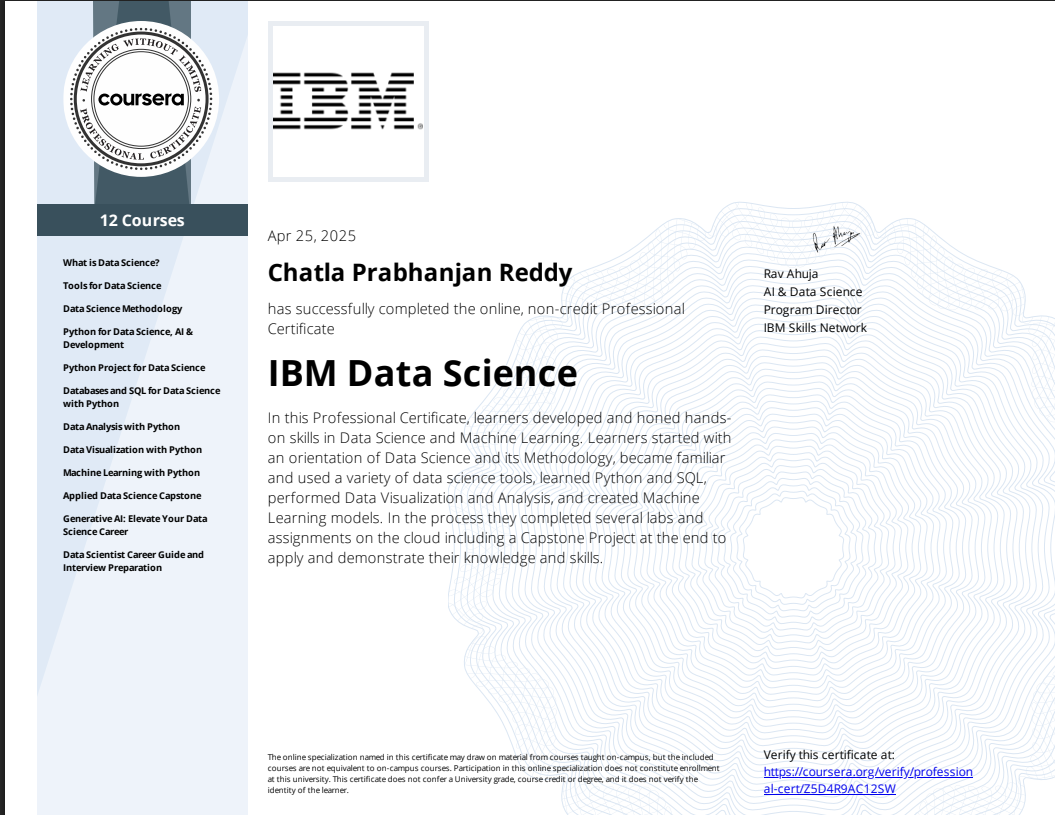 LEARNING WITHOUT LIMITS
coursera
PROFESSIONAL CERTIFICATE
12 Courses
What is Data Science?
Tools for Data Science
Data Science Methodology
Python for Data Science, AI &
Development
Python Project for Data Science
Databases and SQL for Data Science
with Python
Data Analysis with Python
Data Visualization with Python
Machine Learning with Python
Applied Data Science Capstone
Generative AI: Elevate Your Data
Science Career
Data Scientist Career Guide and
Interview Preparation
IBM®
Apr 25, 2025
Chatla Prabhanjan Reddy
has successfully completed the online, non-credit Professional
Certificate
IBM Data Science
In this Professional Certificate, learners developed and honed hands-
on skills in Data Science and Machine Learning. Learners started with
an orientation of Data Science and its Methodology, became familiar
and used a variety of data science tools, learned Python and SQL,
performed Data Visualization and Analysis, and created Machine
Learning models. In the process they completed several labs and
assignments on the cloud including a Capstone Project at the end to
apply and demonstrate their knowledge and skills.
Rav Ahuja
Rav Ahuja
AI & Data Science
Program Director
IBM Skills Network
The online specialization named in this certificate may draw on material from courses taught on-campus, but the included
courses are not equivalent to on-campus courses. Participation in this online specialization does not constitute enrollment
at this university. This certificate does not confer a University grade, course credit or degree, and it does not verify the
identity of the learner.
Verify this certificate at:
https://coursera.org/verify/profession
al-cert/Z5D4R9AC12SW